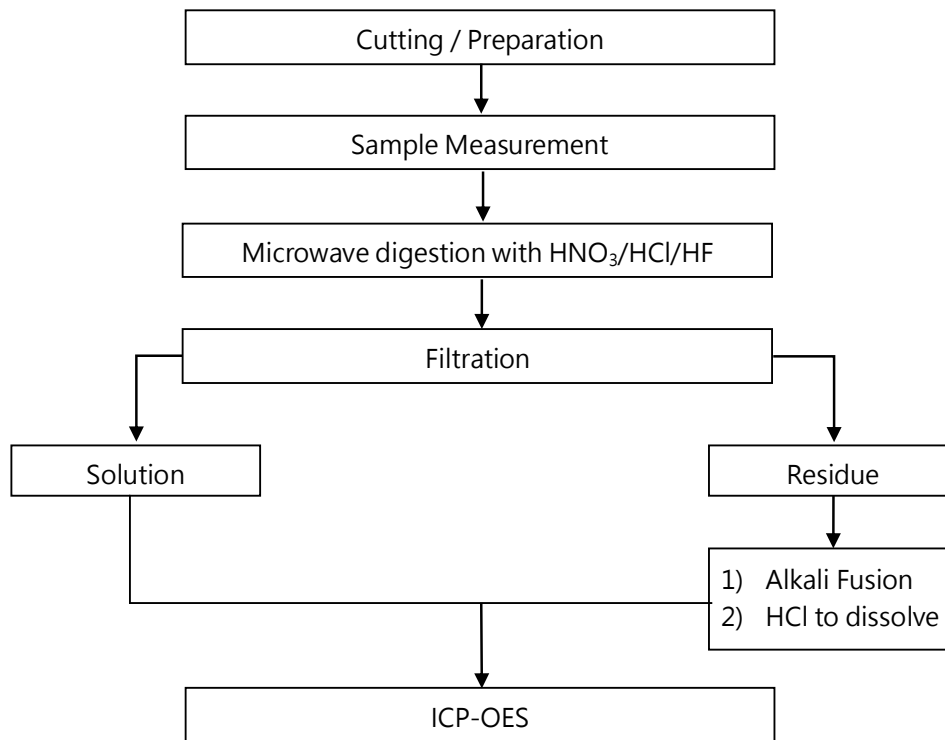 Cutting / Preparation
Sample Measurement
Microwave digestion with HNO₃/HCl/HF
Filtration
Solution
Residue
1) Alkali Fusion
2) HCl to dissolve
ICP-OES